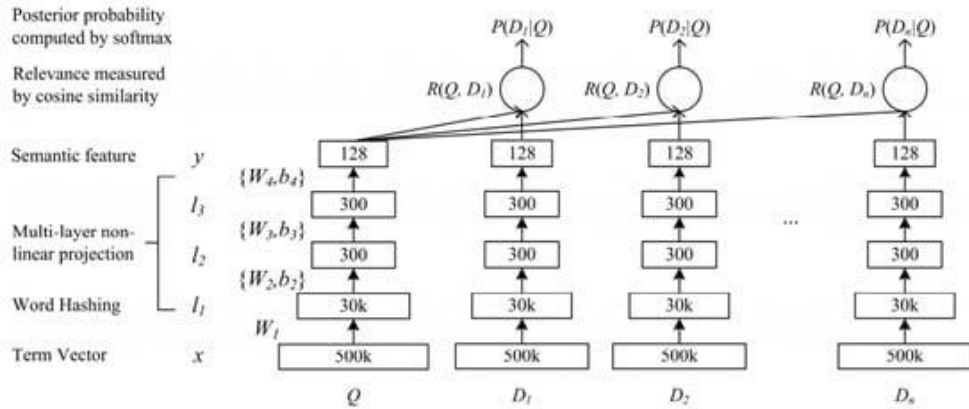 Posterior probability
computed by softmax
P(D1|Q) P(D2|Q) P(Dn|Q)
Relevance measured
by cosine similarity
R(Q, D1) R(Q, D2) R(Q, Dn)
Semantic feature y 128 128 128 128
{W4,b4}
l3 300 300 300 300
Multi-layer non-
linear projection
{W3,b3}
...
l2 300 300 300 300
{W2,b2}
Word Hashing l1 30k 30k 30k 30k
W1
Term Vector x 500k 500k 500k 500k
Q D1 D2 Dn